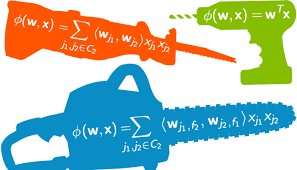 ϕ(w, x) = ∑_{j₁,j₂∈C₂} ⟨w_{j₁}, w_{j₂}⟩x_{j₁}x_{j₂}
ϕ(w, x) = wᵀx
ϕ(w, x) = ∑_{j₁,j₂∈C₂} ⟨w_{j₁,f₂}, w_{j₂,f₁}⟩x_{j₁}x_{j₂}